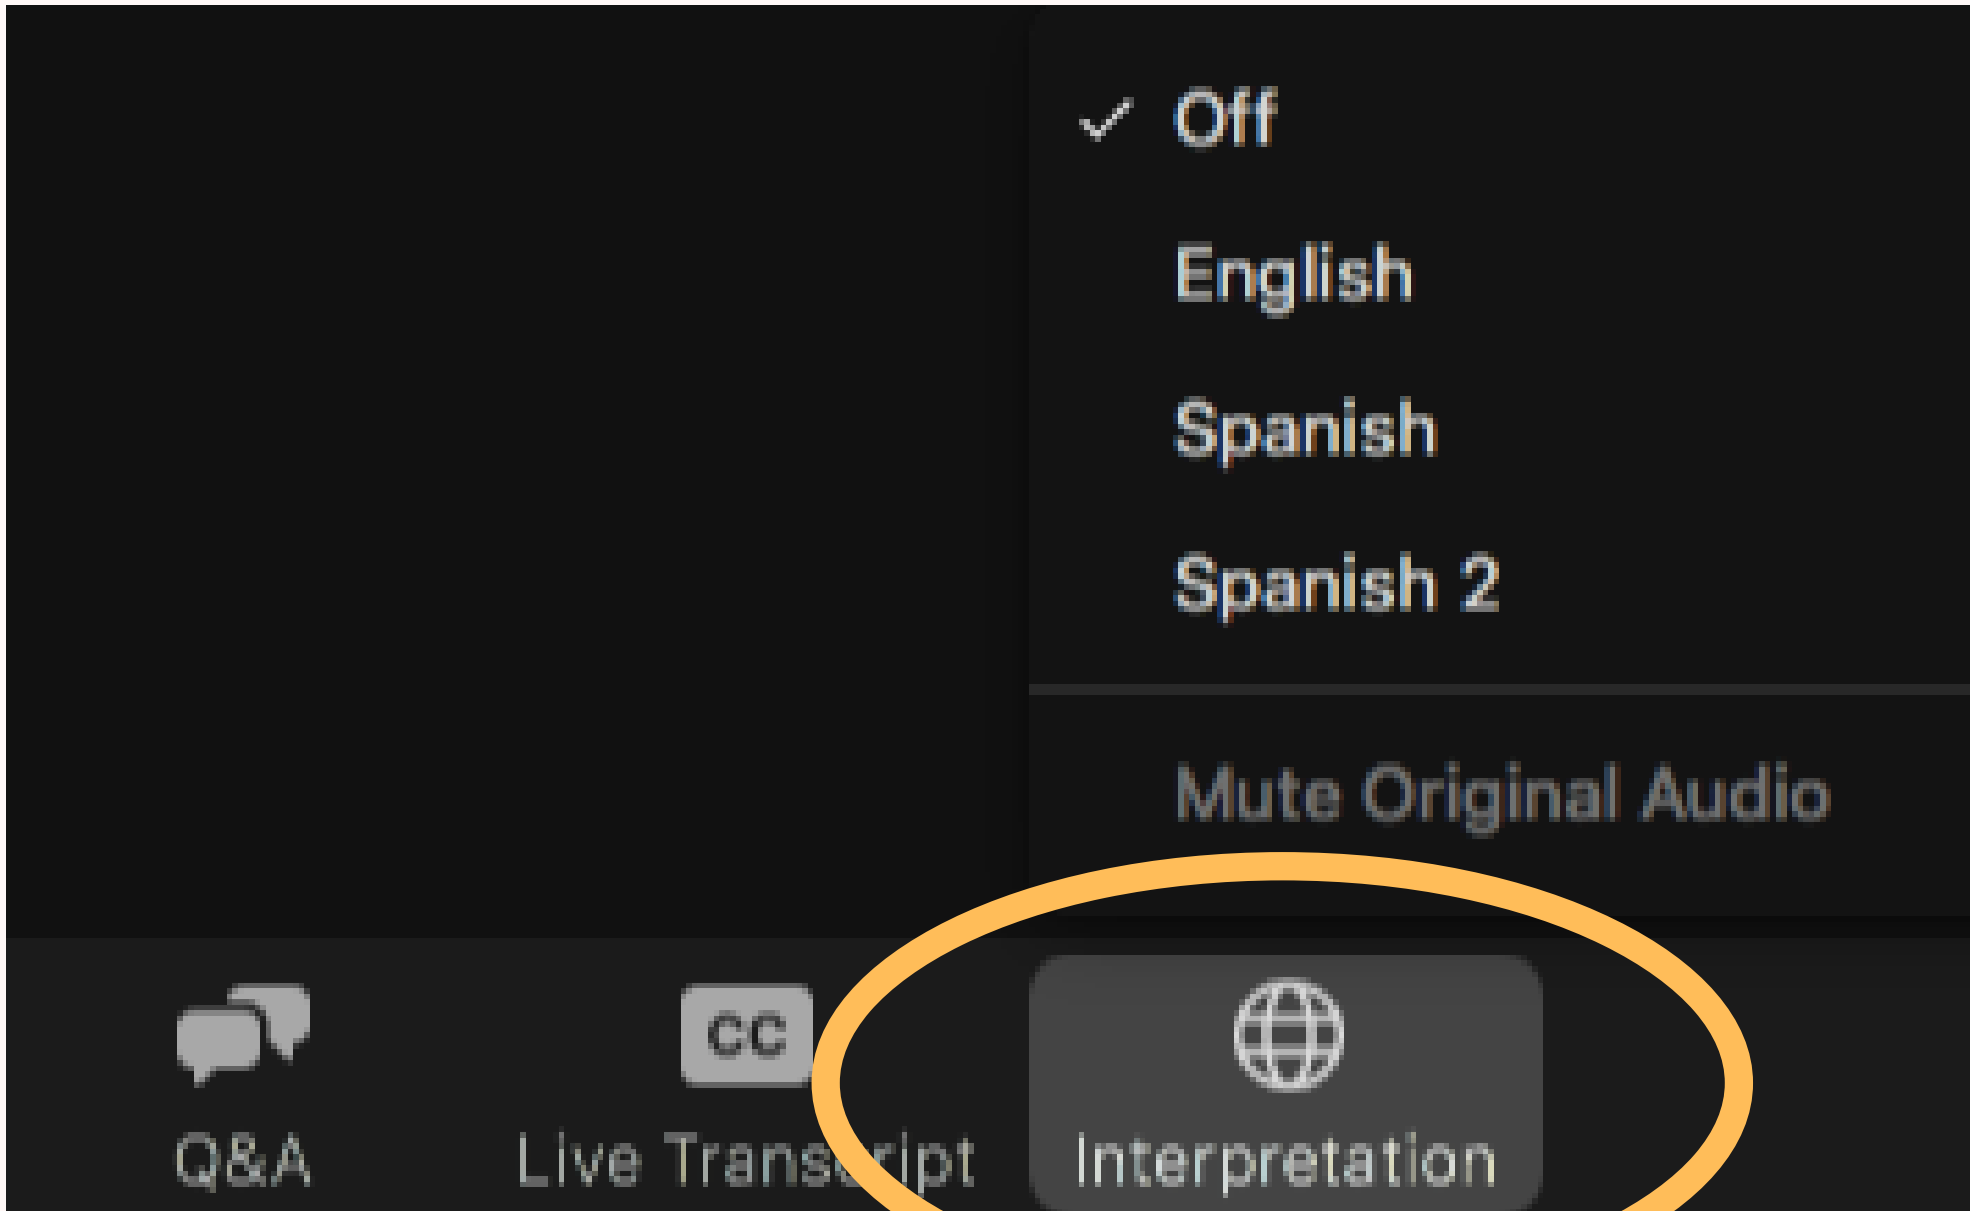 Off
English
Spanish
Spanish 2
Mute Original Audio
CC
Q&A
Live Transcript
Interpretation